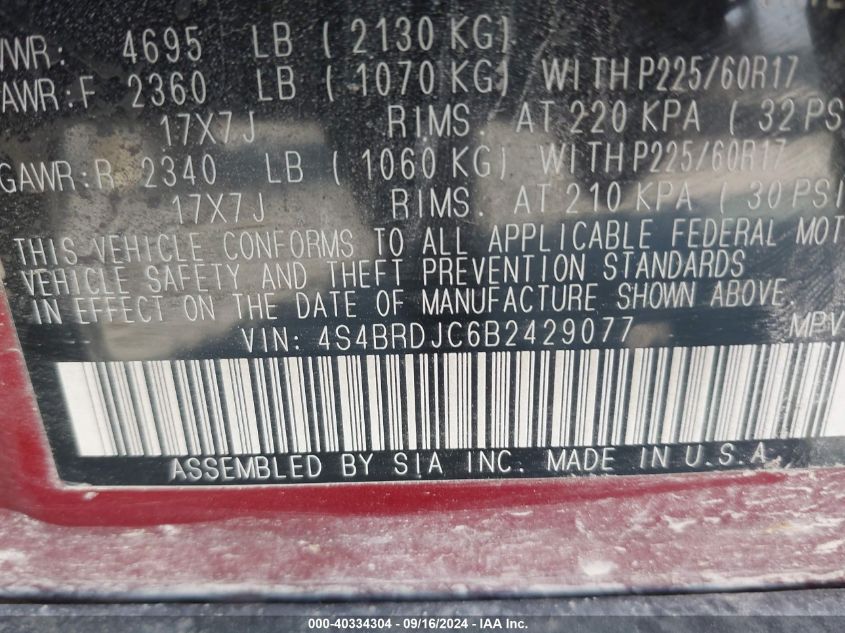 VWR: 4695 LB ( 2130 KG)
AWR:F 2360 LB ( 1070 KG) WITH P225/60R17
17X7J RIMS. AT 220 KPA ( 32 PS
GAWR:R 2340 LB ( 1060 KG) WITH P225/60R17
17X7J RIMS. AT 210 KPA ( 30 PSI
THIS VEHICLE CONFORMS TO ALL APPLICABLE FEDERAL MOT
VEHICLE SAFETY AND THEFT PREVENTION STANDARDS
IN EFFECT ON THE DATE OF MANUFACTURE SHOWN ABOVE.
VIN: 4S4BRDJC6B2429077 MPV
ASSEMBLED BY SIA INC. MADE IN U.S.A.
000-40334304 - 09/16/2024 - IAA Inc.